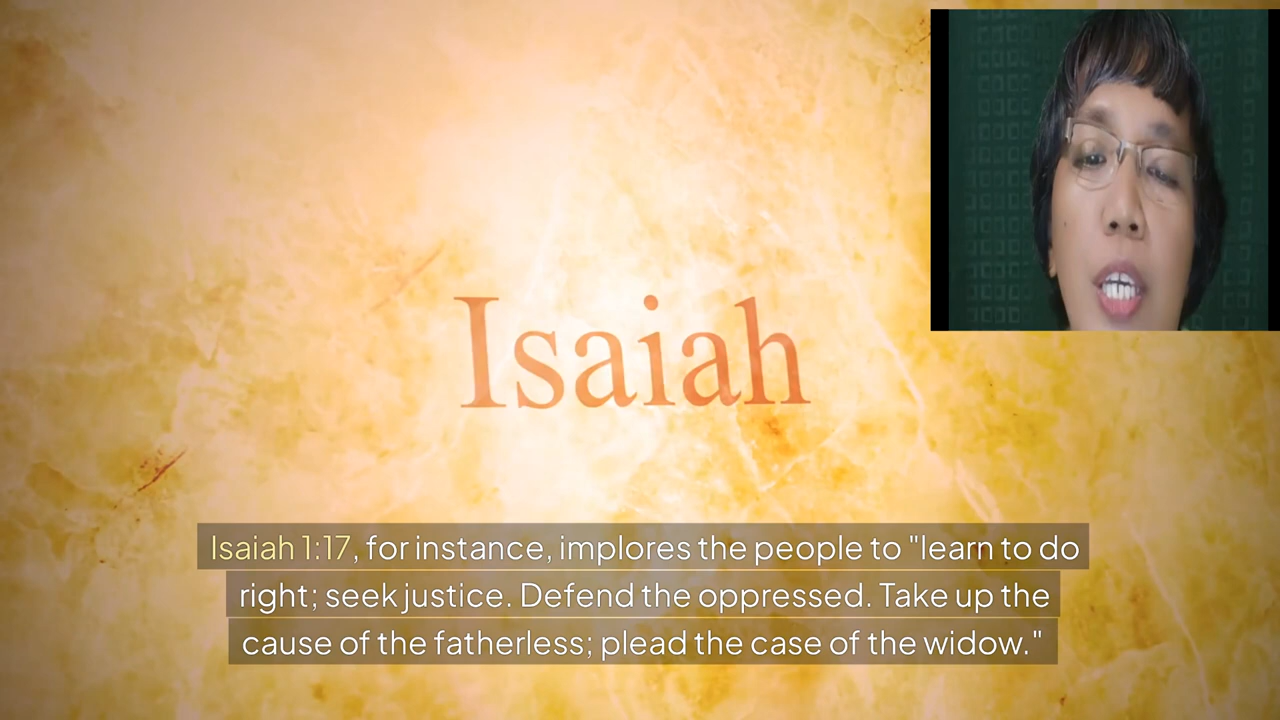 Isaiah
Isaiah 1:17, for instance, implores the people to "learn to do
right; seek justice. Defend the oppressed. Take up the
cause of the fatherless; plead the case of the widow."